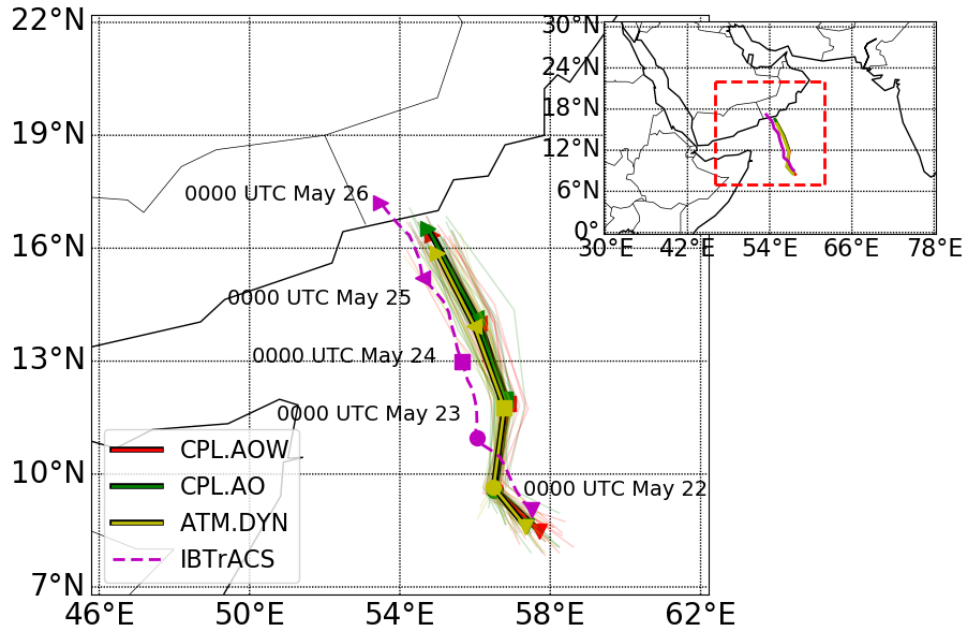 22°N
19°N
16°N
13°N
10°N
7°N
46°E
50°E
54°E
58°E
62°E
0000 UTC May 26
0000 UTC May 25
0000 UTC May 24
0000 UTC May 23
0000 UTC May 22
CPL.AOW
CPL.AO
ATM.DYN
IBTrACS
30°N
24°N
18°N
12°N
6°N
0°
30°E
42°E
54°E
66°E
78°E